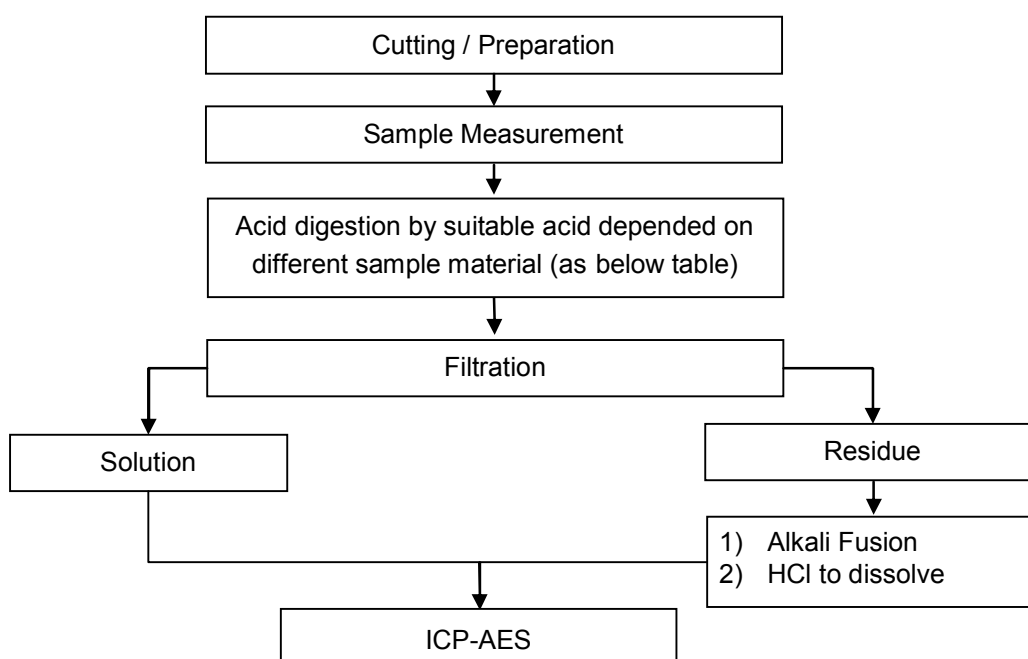 Cutting / Preparation
Sample Measurement
Acid digestion by suitable acid depended on
different sample material (as below table)
Filtration
Solution
Residue
1) Alkali Fusion
2) HCl to dissolve
ICP-AES